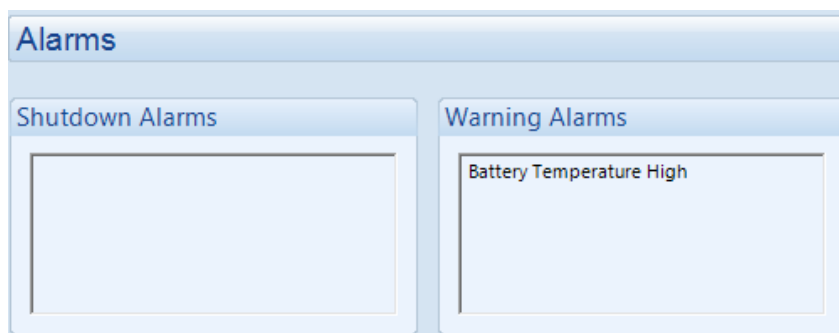 Alarms
Shutdown Alarms
Warning Alarms
Battery Temperature High